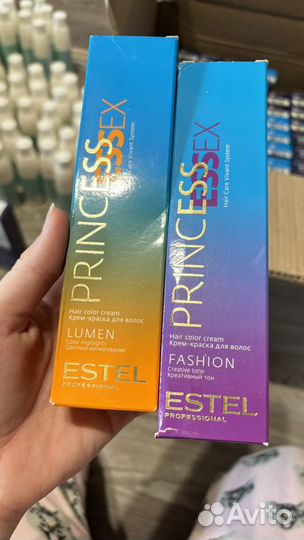 PRINCESS
ESSEX
Hair Care Vivant System
Hair color cream
Крем-краска для волос
LUMEN
Color Highlights
Цветное мелирование
ESTEL
PROFESSIONAL
PRINCESS
ESSEX
Hair Care Vivant System
Hair color cream
Крем-краска для волос
FASHION
Creative tone
Креативный тон
ESTEL
PROFESSIONAL
Avito